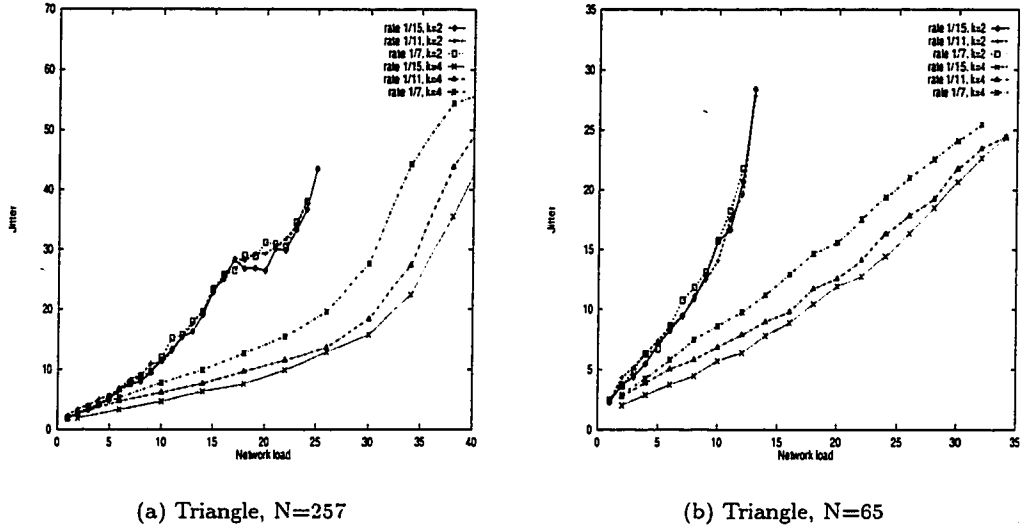 70
60
50
40
30
20
10
0
0 5 10 15 20 25 30 35 40
Jitter
Network load
rate 1/15, k=2
rate 1/11, k=2
rate 1/7, k=2
rate 1/15, k=4
rate 1/11, k=4
rate 1/7, k=4
(a) Triangle, N=257
35
30
25
20
15
10
5
0
0 5 10 15 20 25 30 35
Jitter
Network load
rate 1/15, k=2
rate 1/11, k=2
rate 1/7, k=2
rate 1/15, k=4
rate 1/11, k=4
rate 1/7, k=4
(b) Triangle, N=65